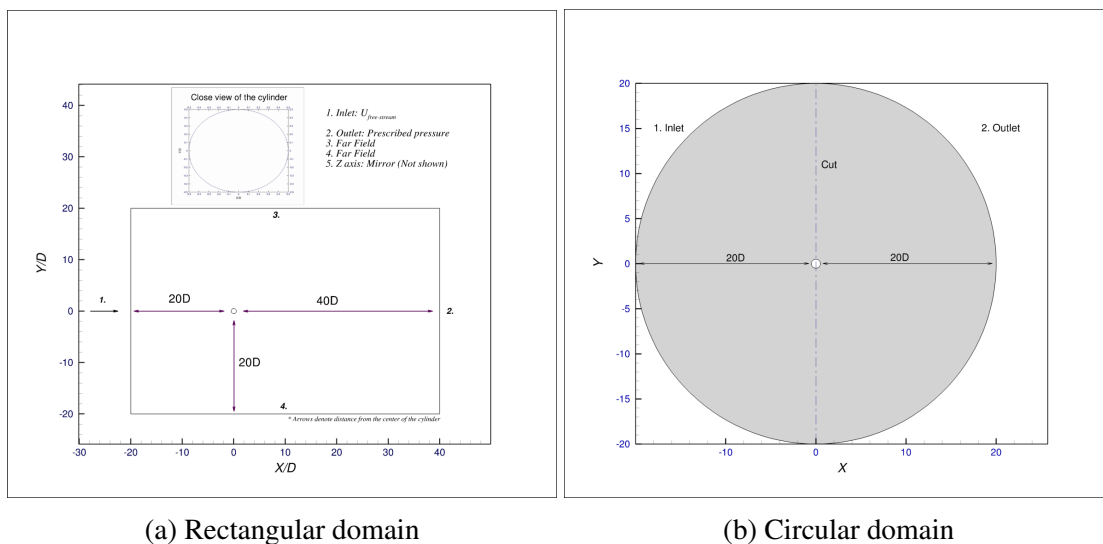 Close view of the cylinder
X/D
1. Inlet: U_free-stream
2. Outlet: Prescribed pressure
3. Far Field
4. Far Field
5. Z axis: Mirror (Not shown)
40
30
20
10
0
-10
-20
Y/D
3.
1.
20D
40D
2.
20D
4.
* Arrows denote distance from the center of the cylinder
-30 -20 -10 0 10 20 30 40
X/D
(a) Rectangular domain
20
15
10
5
0
-5
-10
-15
-20
Y
1. Inlet
2. Outlet
Cut
20D 20D
-10 0 10 20
X
(b) Circular domain